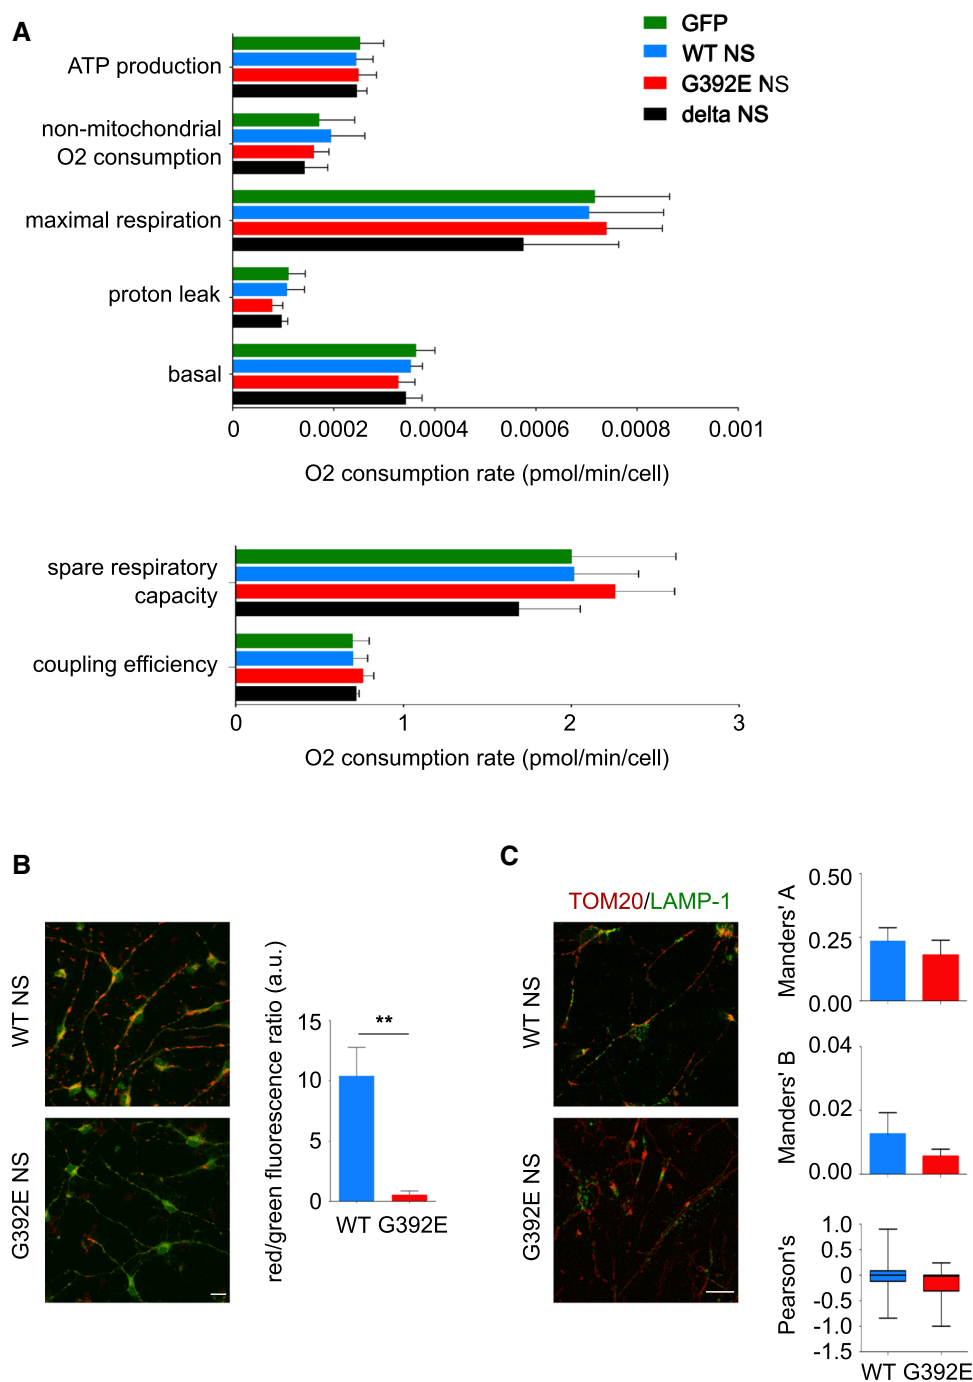 A
GFP
WT NS
G392E NS
delta NS
ATP production
non-mitochondrial
O2 consumption
maximal respiration
proton leak
basal
0 0.0002 0.0004 0.0006 0.0008 0.001
O2 consumption rate (pmol/min/cell)
spare respiratory
capacity
coupling efficiency
0 1 2 3
O2 consumption rate (pmol/min/cell)
B
WT NS
G392E NS
red/green fluorescence ratio (a.u.)
15
10
5
0
**
WT G392E
C
TOM20/LAMP-1
WT NS
G392E NS
Manders' A
0.50
0.25
0.00
Manders' B
0.04
0.02
0.00
Pearson's
1.0
0.5
0
-0.5
-1.0
-1.5
WT G392E